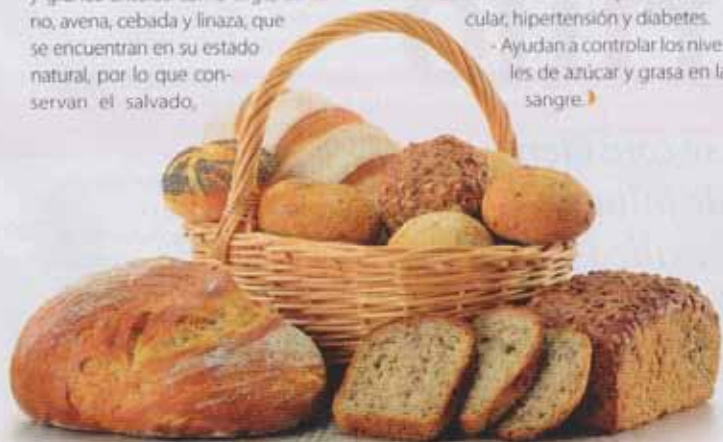 no, avena, cebada y linaza, que
se encuentran en su estado
natural, por lo que con-
servan el salvado,
cular, hipertensión y diabetes.
- Ayudan a controlar los nive-
les de azúcar y grasa en la
sangre.